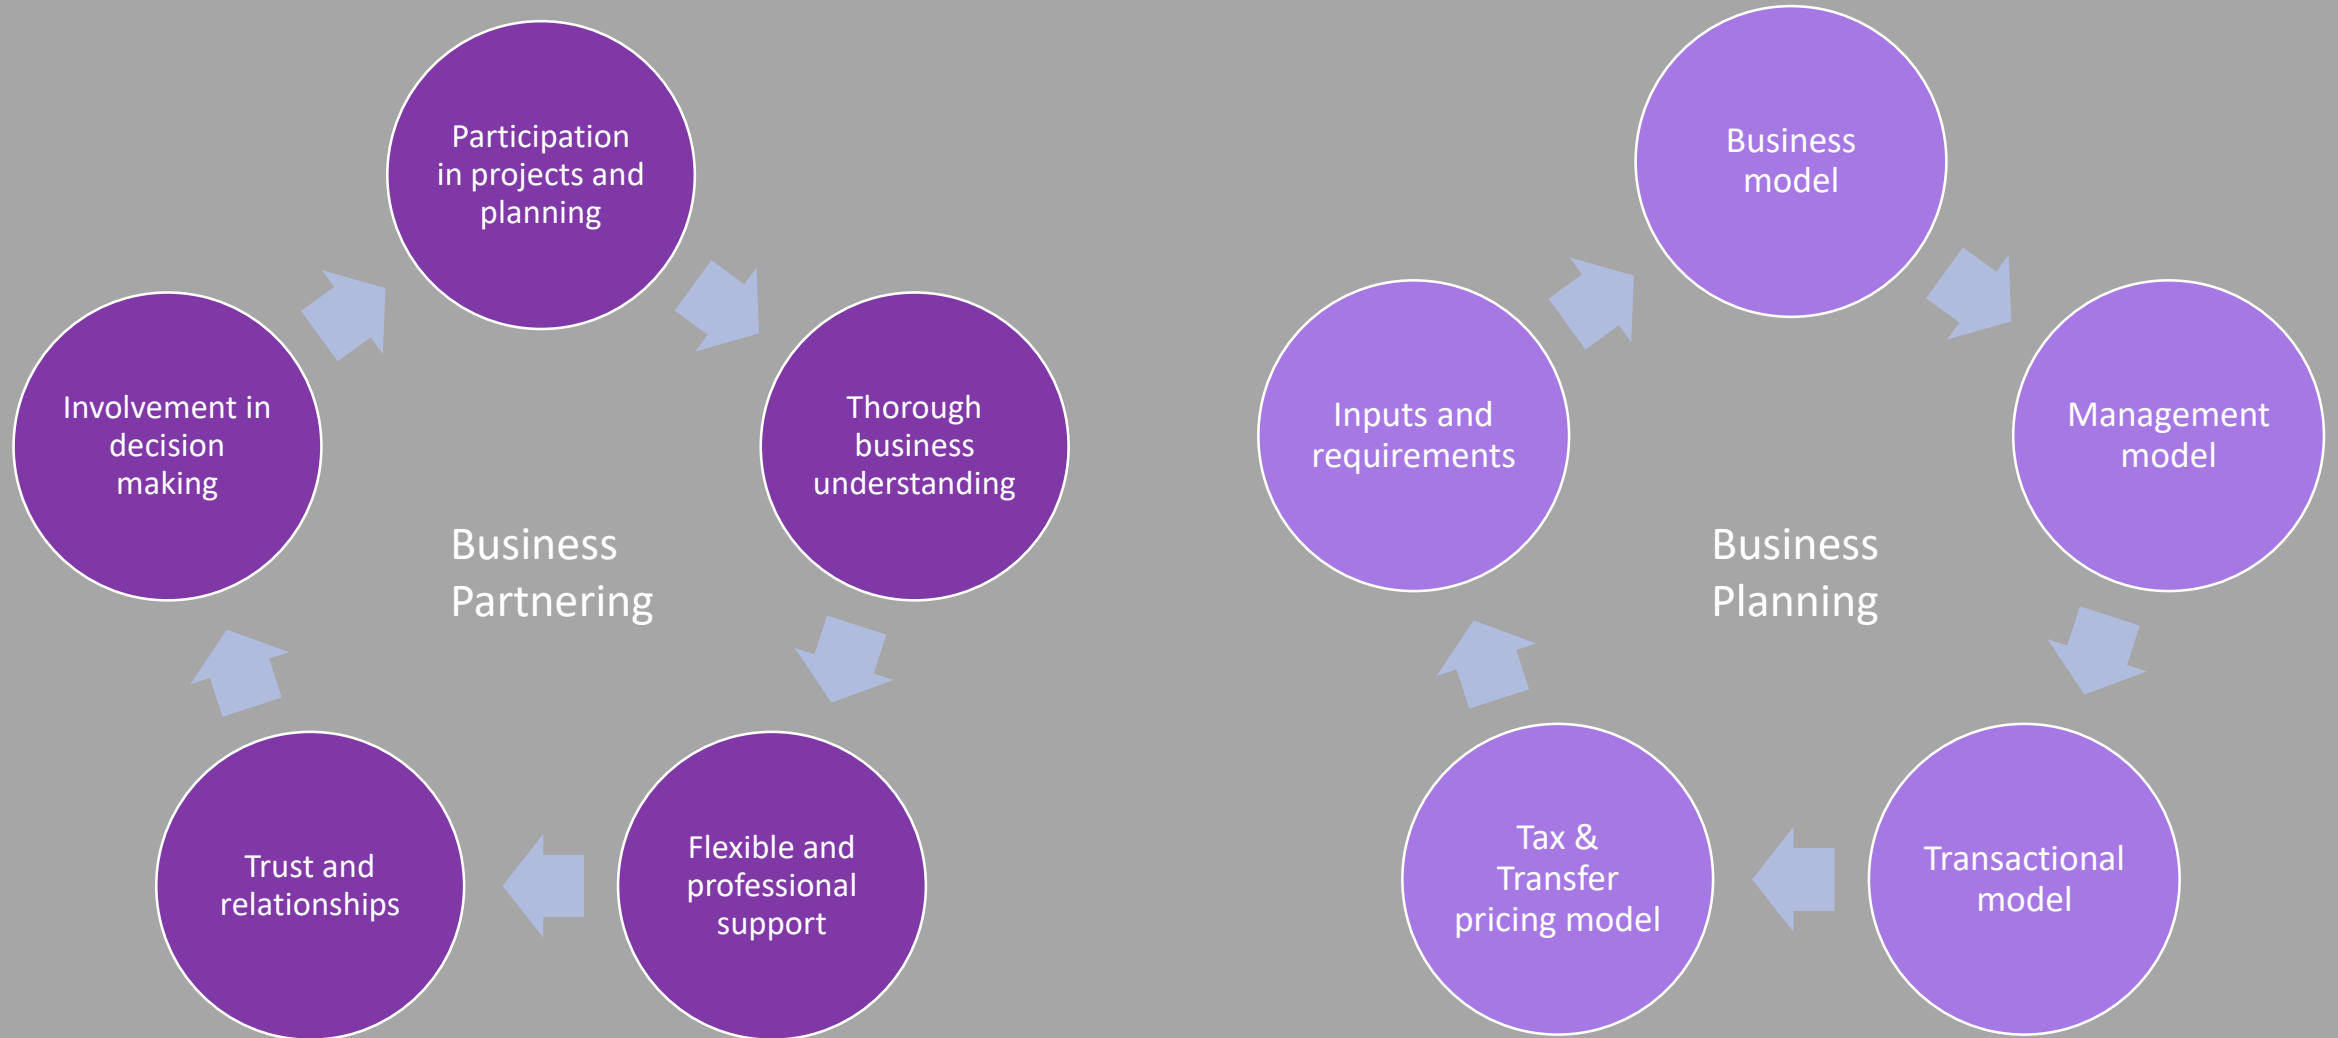 Participation
in projects and
planning
Thorough
business
understanding
Flexible and
professional
support
Trust and
relationships
Involvement in
decision
making
Business
Partnering
Business
model
Management
model
Transactional
model
Tax &
Transfer
pricing model
Inputs and
requirements
Business
Planning